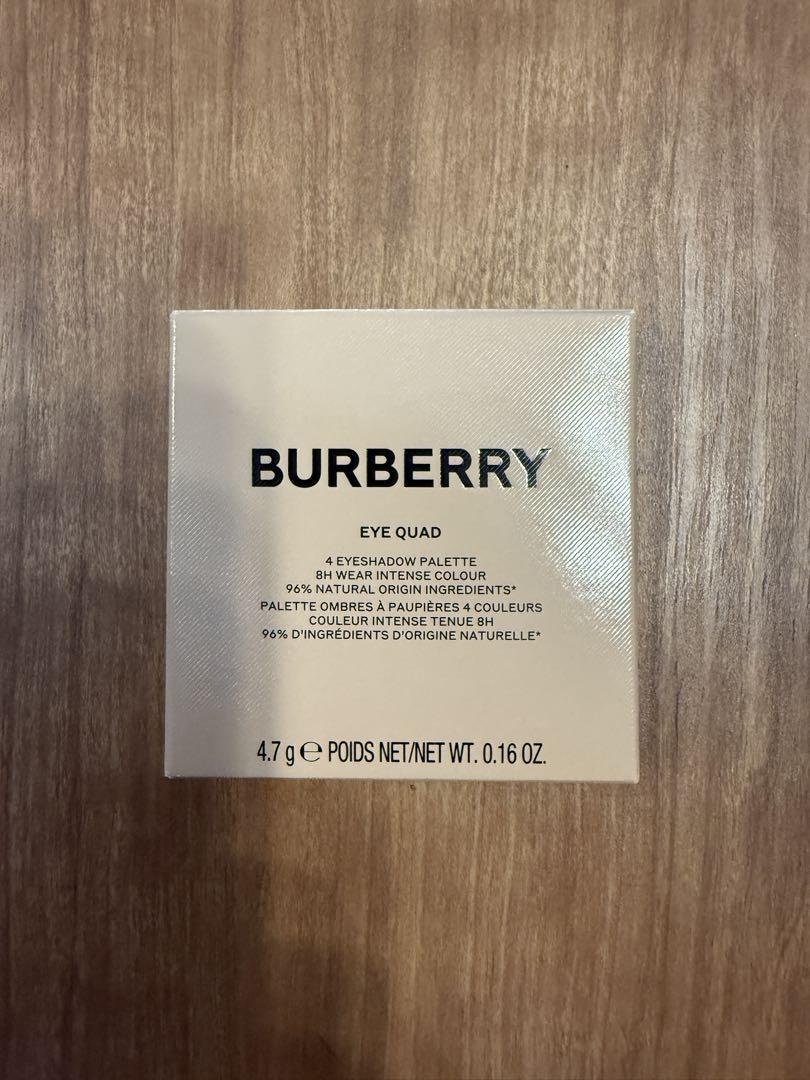 BURBERRY
EYE QUAD
4 EYESHADOW PALETTE
8H WEAR INTENSE COLOUR
96% NATURAL ORIGIN INGREDIENTS*
PALETTE OMBRES À PAUPIÈRES 4 COULEURS
COULEUR INTENSE TENUE 8H
96% D'INGRÉDIENTS D'ORIGINE NATURELLE*
4.7 g ℮ POIDS NET/NET WT. 0.16 OZ.